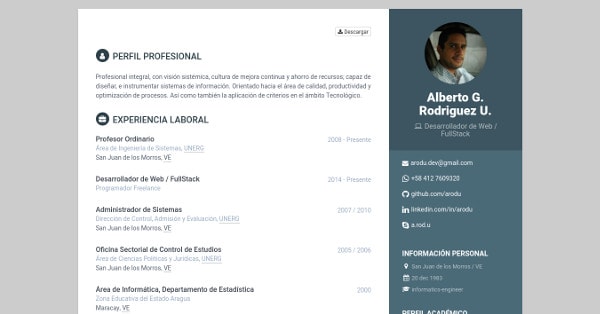 Descargar
PERFIL PROFESIONAL
Profesional integral, con visión sistémica, cultura de mejora continua y ahorro de recursos, capaz de
diseñar, e instrumentar sistemas de información. Orientado hacia el área de calidad, productividad y
optimización de procesos. Así como también la aplicación de criterios en el ámbito Tecnológico.
EXPERIENCIA LABORAL
Profesor Ordinario 2008 - Presente
Área de Ingeniería de Sistemas, UNERG
San Juan de los Morros, VE
Desarrollador de Web / FullStack 2014 - Presente
Programador Freelance
Administrador de Sistemas 2007 / 2010
Dirección de Control, Admisión y Evaluación, UNERG
San Juan de los Morros, VE
Oficina Sectorial de Control de Estudios 2005 / 2006
Área de Ciencias Políticas y Jurídicas, UNERG
San Juan de los Morros, VE
Área de Informática, Departamento de Estadística 2000
Zona Educativa del Estado Aragua
Maracay, VE
Alberto G.
Rodriguez U.
Desarrollador de Web /
FullStack
arodu.dev@gmail.com
+58 412 7609320
github.com/arodu
linkedin.com/in/arodu
a.rod.u
INFORMACIÓN PERSONAL
San Juan de los Morros / VE
26 dec 1985
Informatics engineer
PERFIL ACADÉMICO